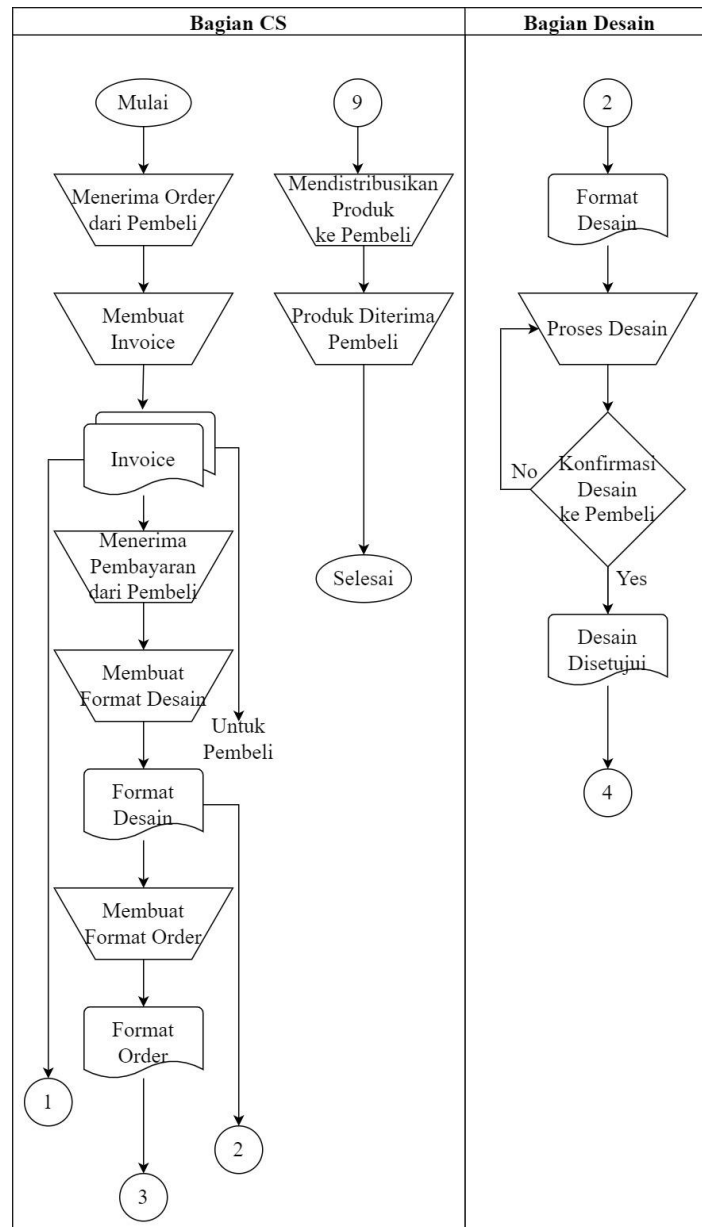 Bagian CS
Mulai
Menerima Order
dari Pembeli
Membuat
Invoice
Invoice
Menerima
Pembayaran
dari Pembeli
Membuat
Format Desain
Untuk
Pembeli
Format
Desain
Membuat
Format Order
Format
Order
1
2
3
9
Mendistribusikan
Produk
ke Pembeli
Produk Diterima
Pembeli
Selesai
Bagian Desain
2
Format
Desain
Proses Desain
No
Konfirmasi
Desain
ke Pembeli
Yes
Desain
Disetujui
4